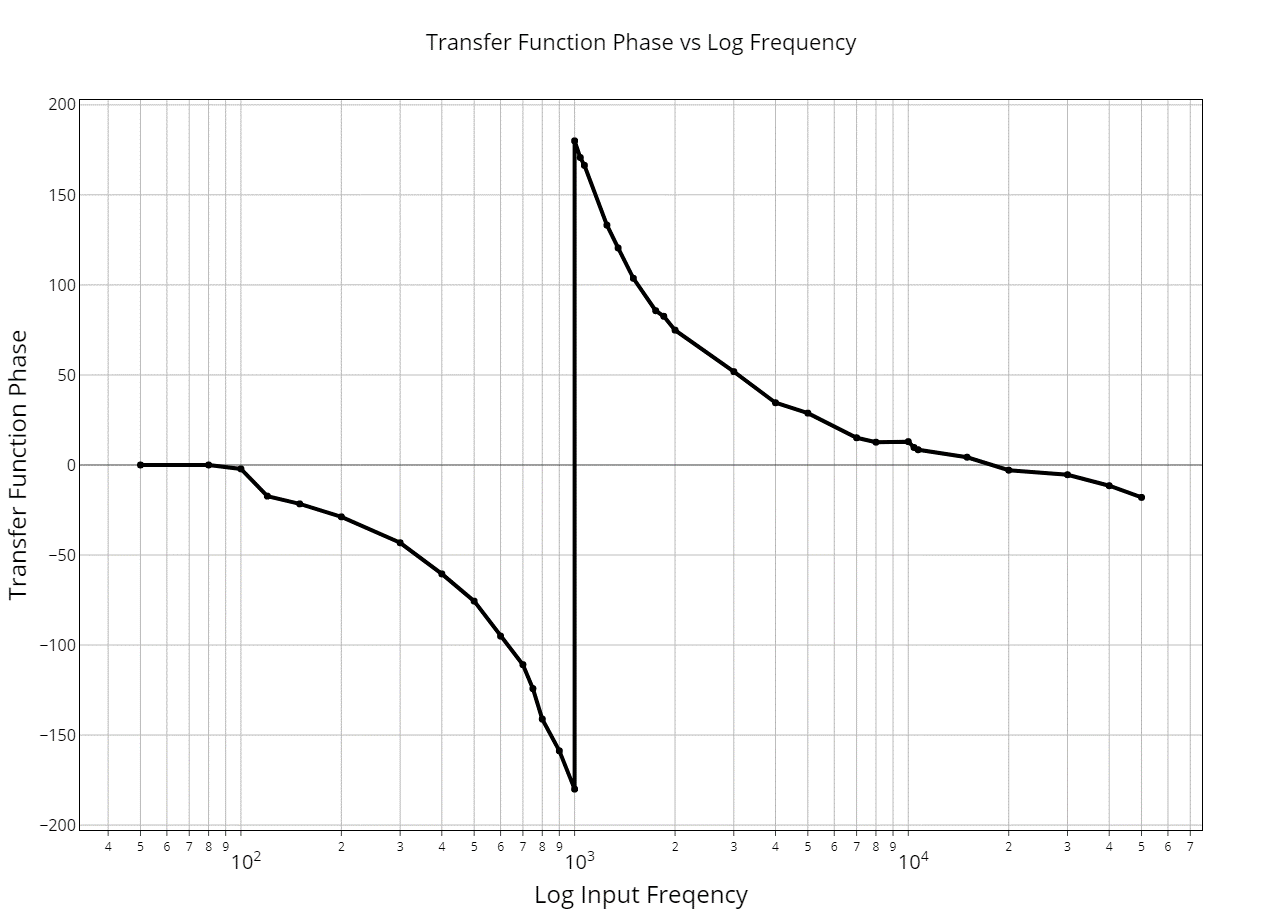 Transfer Function Phase vs Log Frequency
Transfer Function Phase
200
150
100
50
0
−50
−100
−150
−200
4 5 6 7 8 9 10² 2 3 4 5 6 7 8 9 10³ 2 3 4 5 6 7 8 9 10⁴ 2 3 4 5 6 7
Log Input Freqency